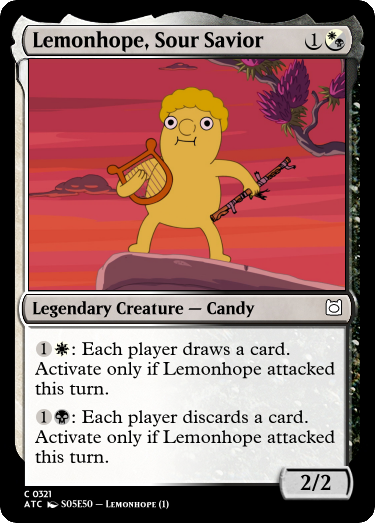 Lemonhope, Sour Savior 1
Legendary Creature — Candy
1 : Each player draws a card.
Activate only if Lemonhope attacked
this turn.
1 : Each player discards a card.
Activate only if Lemonhope attacked
this turn.
2/2
C 0321
ATC S05E50 — Lemonhope (1)